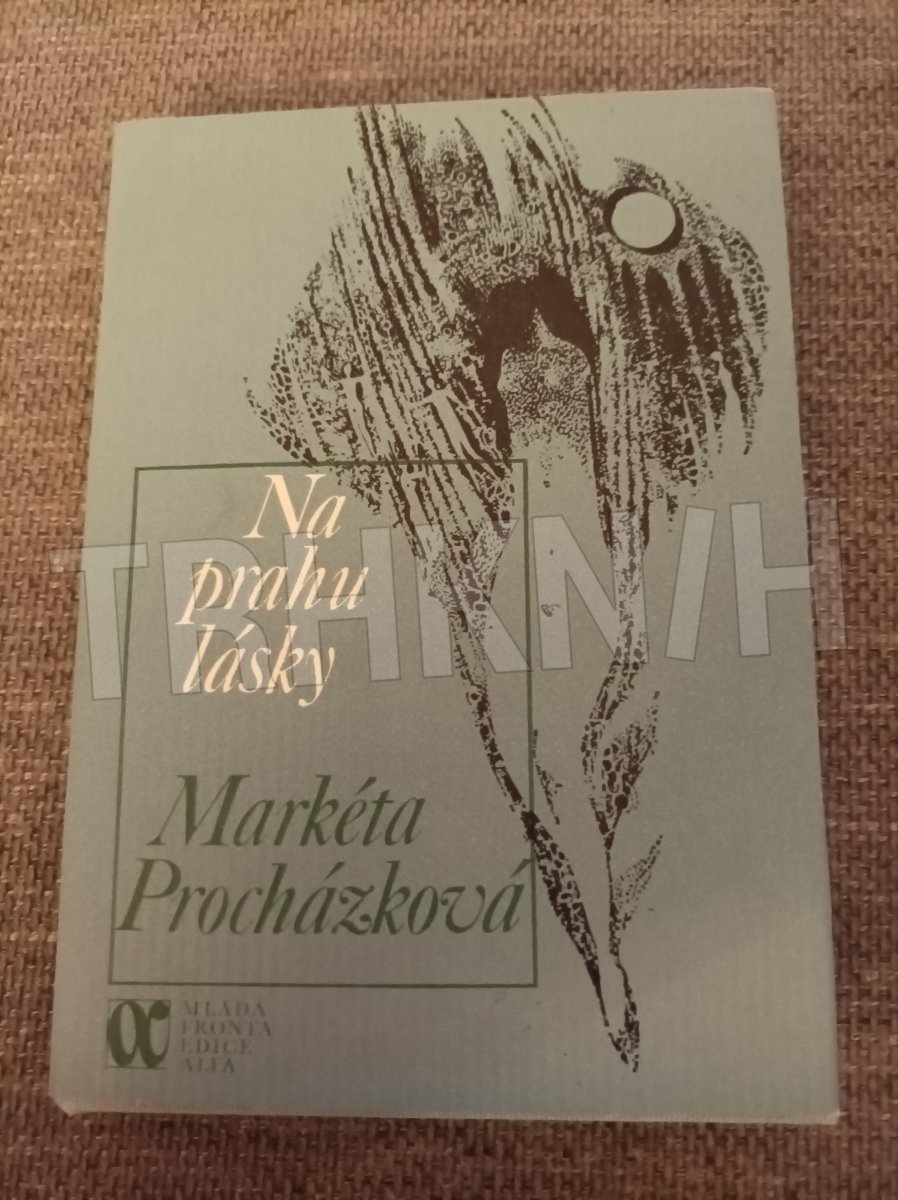 Na
prahu
lásky
TRHKNIH
Markéta
Procházková
α
MLADÁ
FRONTA
EDICE
ALFA